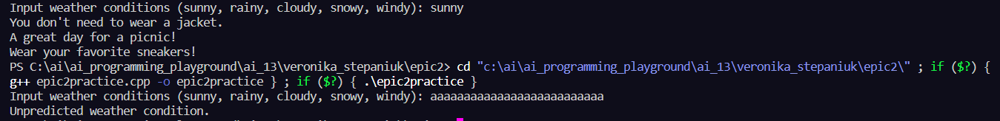 Input weather conditions (sunny, rainy, cloudy, snowy, windy): sunny
You don't need to wear a jacket.
A great day for a picnic!
Wear your favorite sneakers!
PS C:\ai\ai_programming_playground\ai_13\veronika_stepaniuk\epic2> cd "c:\ai\ai_programming_playground\ai_13\veronika_stepaniuk\epic2\" ; if ($?) {
g++ epic2practice.cpp -o epic2practice } ; if ($?) { .\epic2practice }
Input weather conditions (sunny, rainy, cloudy, snowy, windy): aaaaaaaaaaaaaaaaaaaaaaaaaa
Unpredicted weather condition.